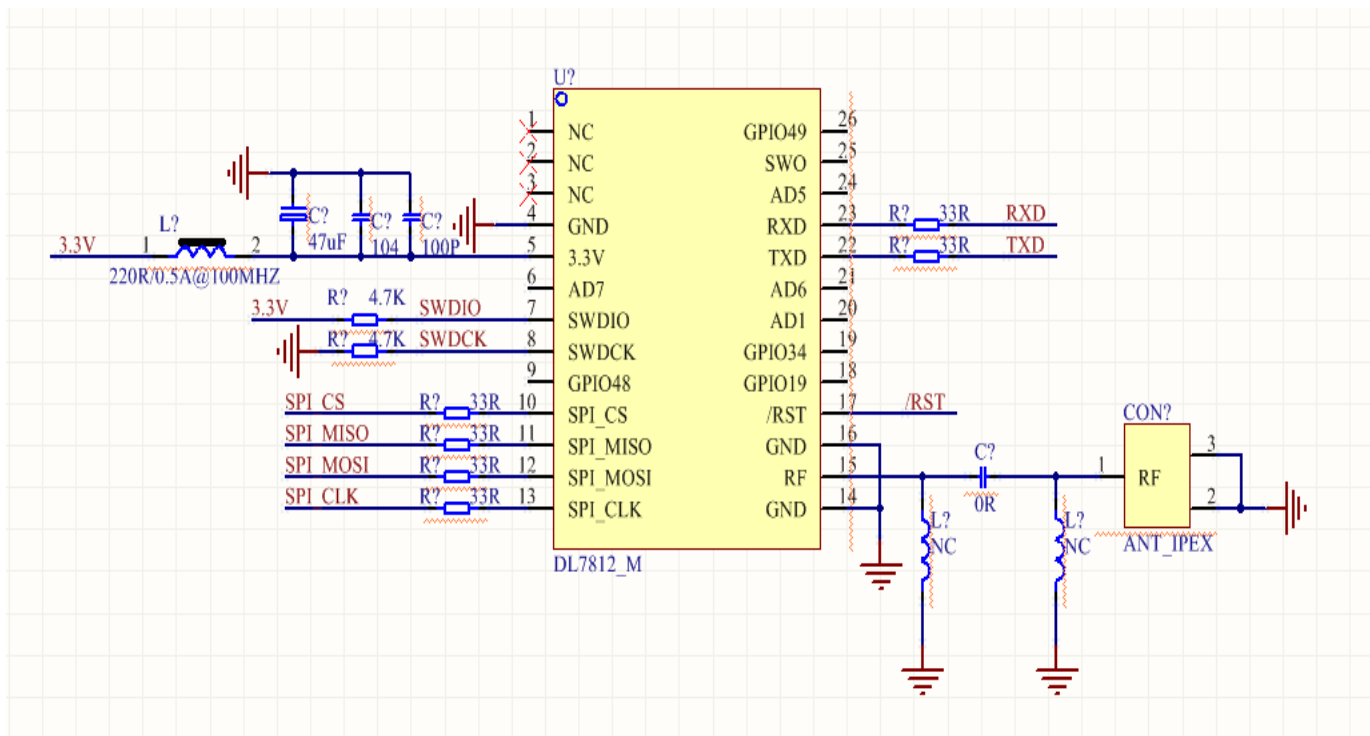 U?
1 NC GPIO49 26
2 NC SWO 25
3 NC AD5 24
4 GND RXD 23 R? 33R RXD
L? C? C? C?
47uF 104 100P
3.3V 1 2 5 3.3V TXD 22 R? 33R TXD
220R/0.5A@100MHZ
6 AD7 AD6 21
3.3V R? 4.7K SWDIO 7 SWDIO AD1 20
R? 4.7K SWDCK 8 SWDCK GPIO34 19
9 GPIO48 GPIO19 18
SPI_CS R? 33R 10 SPI_CS /RST 17 /RST
SPI_MISO R? 33R 11 SPI_MISO GND 16
SPI_MOSI R? 33R 12 SPI_MOSI RF 15
SPI_CLK R? 33R 13 SPI_CLK GND 14
DL7812_M
C?
0R
L?
NC
L?
NC
CON?
1 RF 3
2
ANT_IPEX